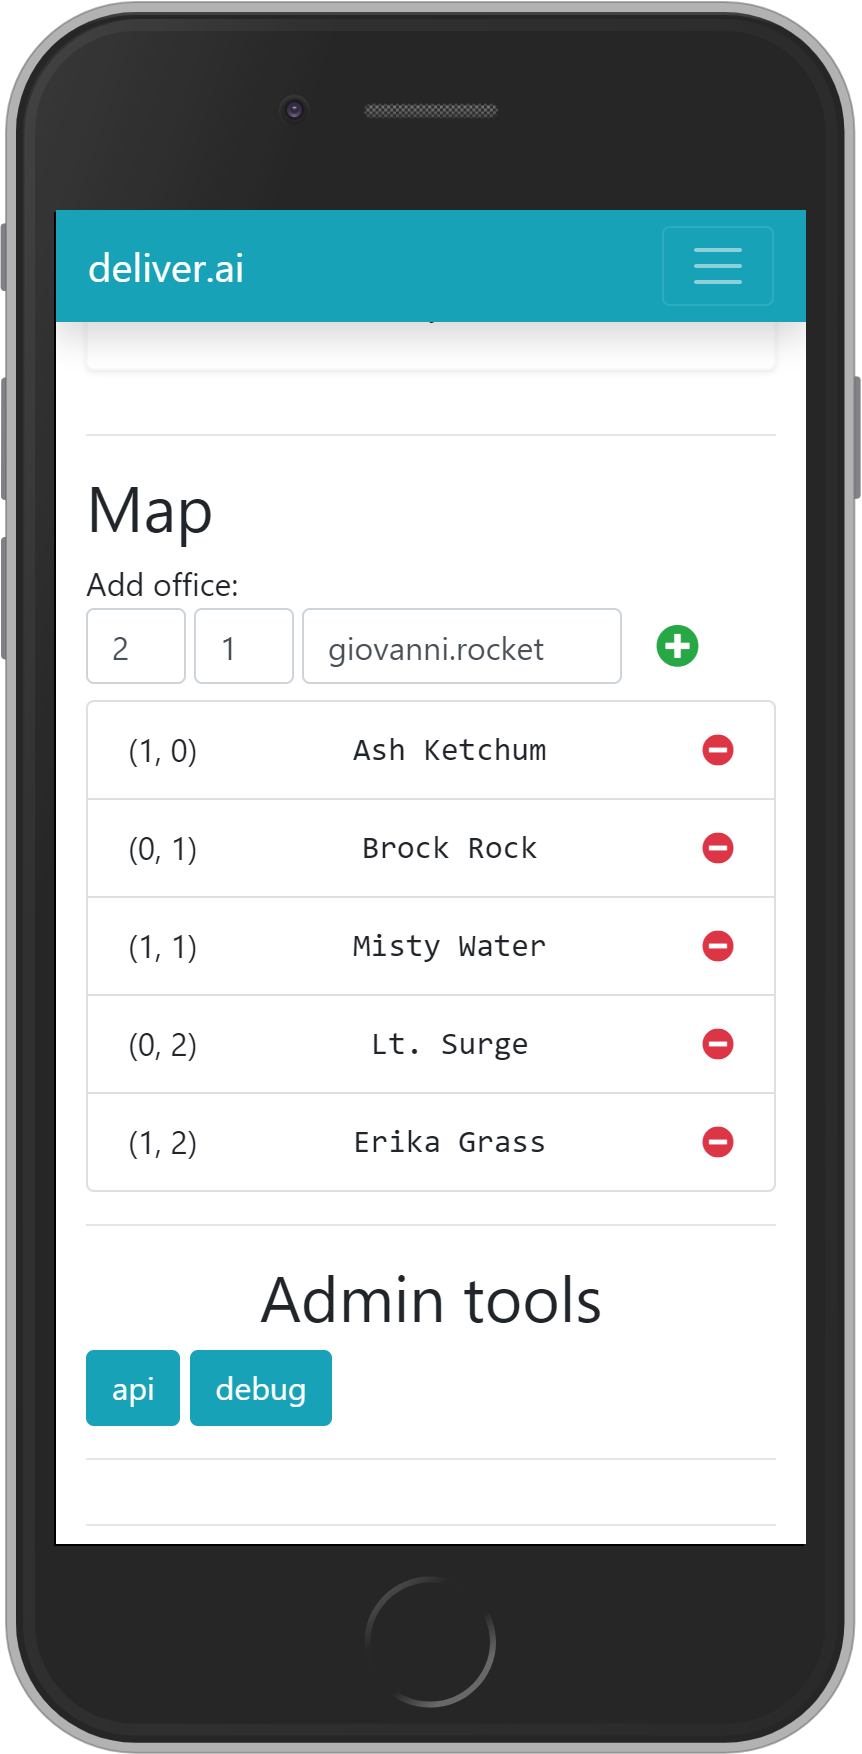 deliver.ai
Map
Add office:
2 1 giovanni.rocket
(1, 0) Ash Ketchum
(0, 1) Brock Rock
(1, 1) Misty Water
(0, 2) Lt. Surge
(1, 2) Erika Grass
Admin tools
api debug